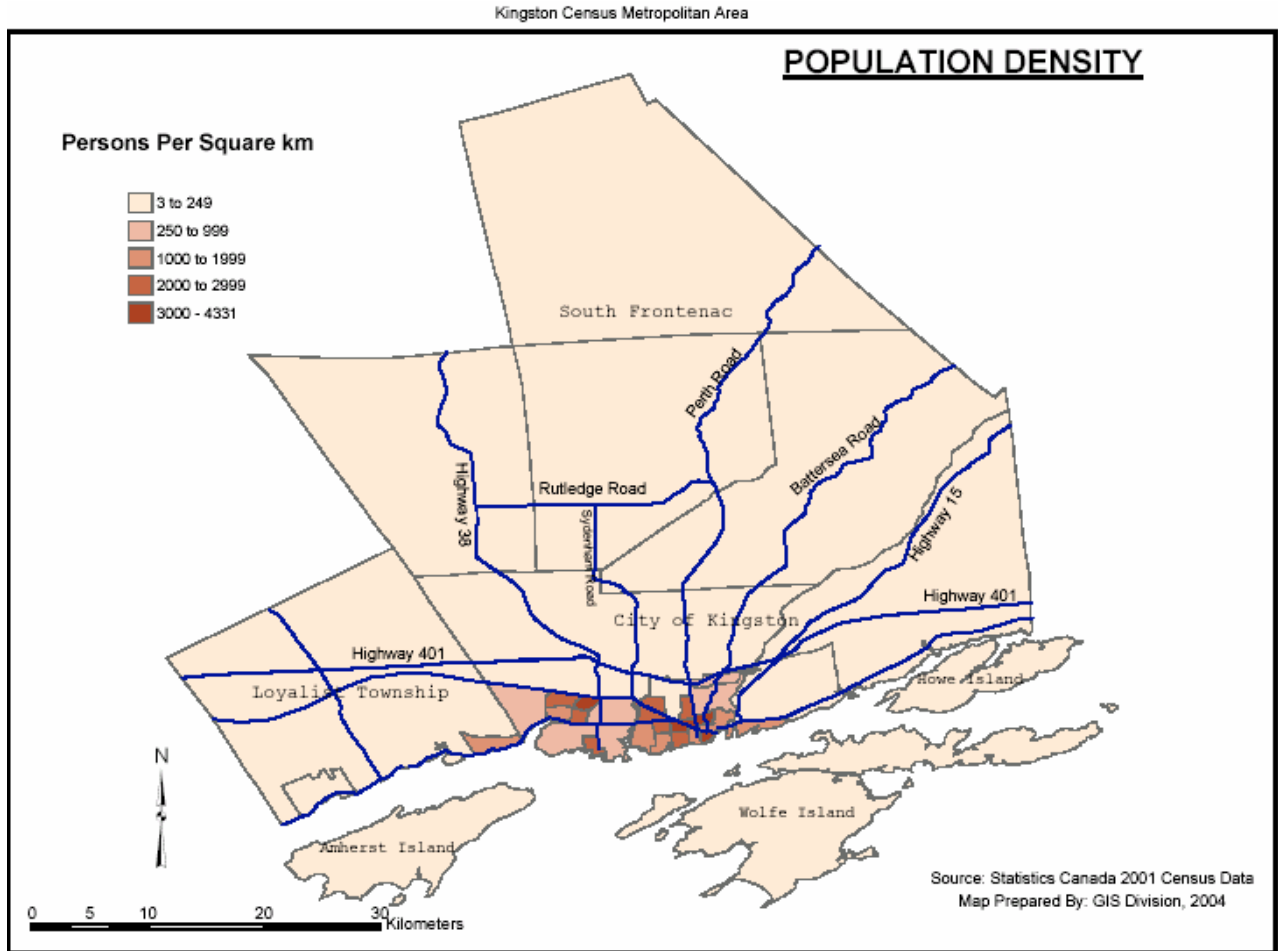 Kingston Census Metropolitan Area
POPULATION DENSITY
Persons Per Square km
3 to 249
250 to 999
1000 to 1999
2000 to 2999
3000 - 4331
South Frontenac
Perth Road
Battersea Road
Highway 38
Rutledge Road
Sydenham Road
Highway 15
Highway 401
City of Kingston
Highway 401
Loyalist Township
Howe Island
N
Wolfe Island
Amherst Island
Source: Statistics Canada 2001 Census Data
Map Prepared By: GIS Division, 2004
0 5 10 20 30 Kilometers